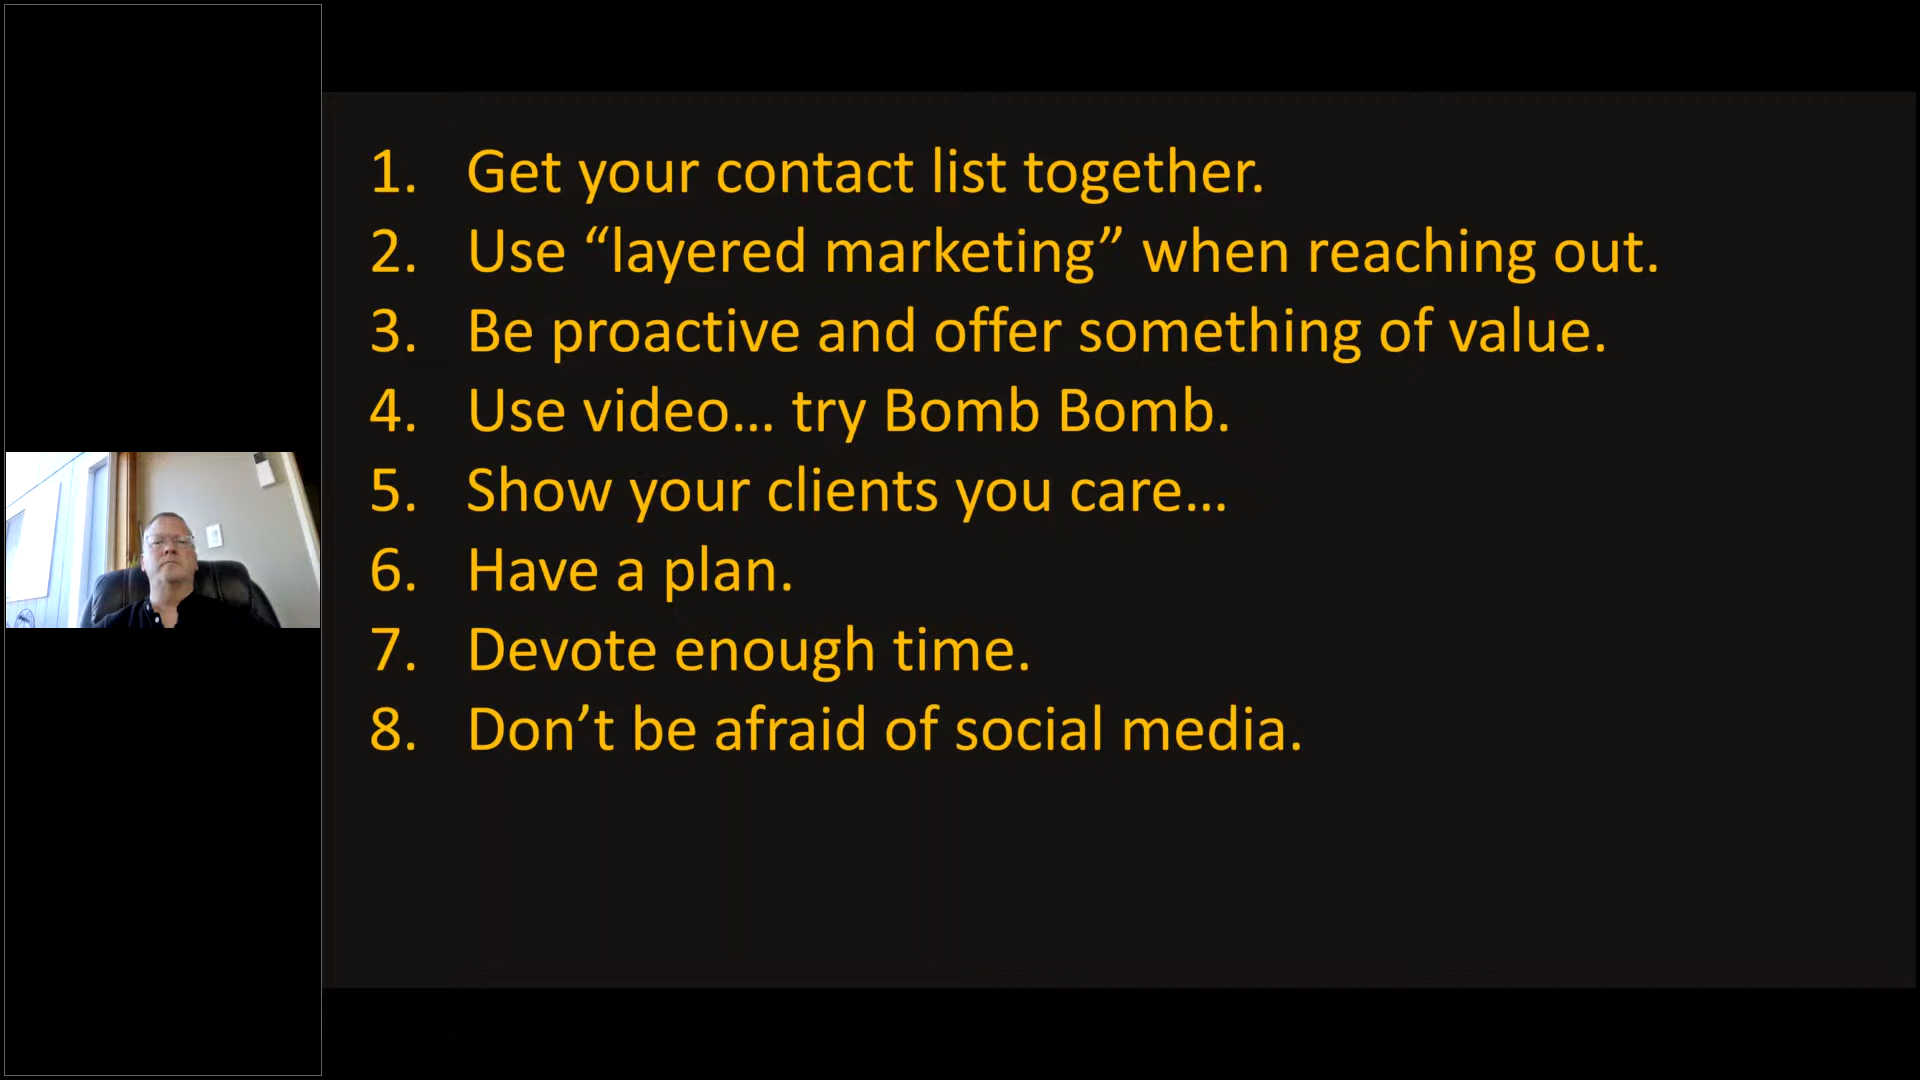 1. Get your contact list together.
2. Use “layered marketing” when reaching out.
3. Be proactive and offer something of value.
4. Use video… try Bomb Bomb.
5. Show your clients you care…
6. Have a plan.
7. Devote enough time.
8. Don’t be afraid of social media.